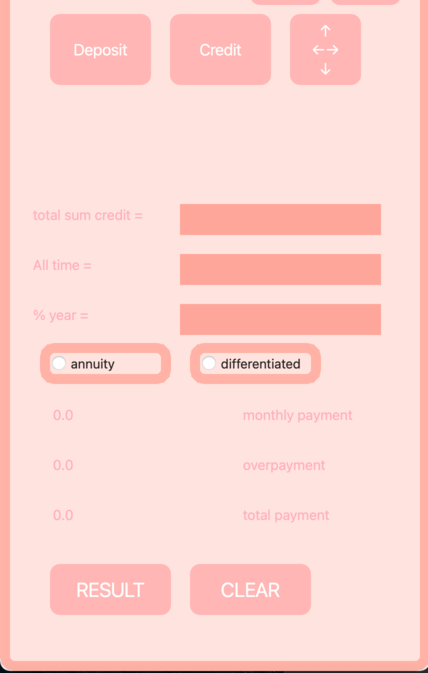 Deposit
Credit
↑
←→
↓
total sum credit =
All time =
% year =
annuity
differentiated
0.0 monthly payment
0.0 overpayment
0.0 total payment
RESULT
CLEAR